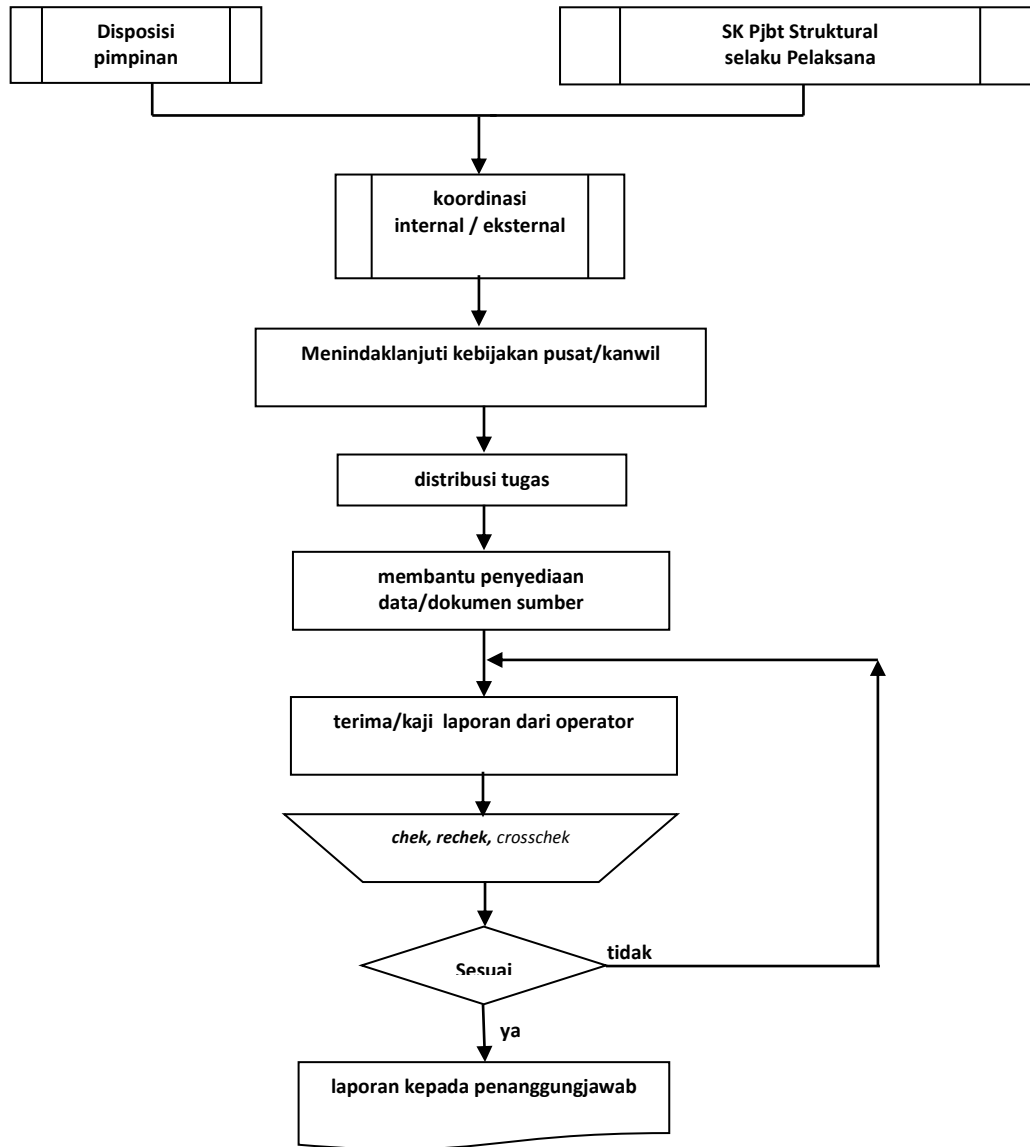 Disposisi
pimpinan
SK Pjbt Struktural
selaku Pelaksana
koordinasi
internal / eksternal
Menindaklanjuti kebijakan pusat/kanwil
distribusi tugas
membantu penyediaan
data/dokumen sumber
terima/kaji laporan dari operator
chek, rechek, crosschek
tidak
Sesuai
ya
laporan kepada penanggungjawab